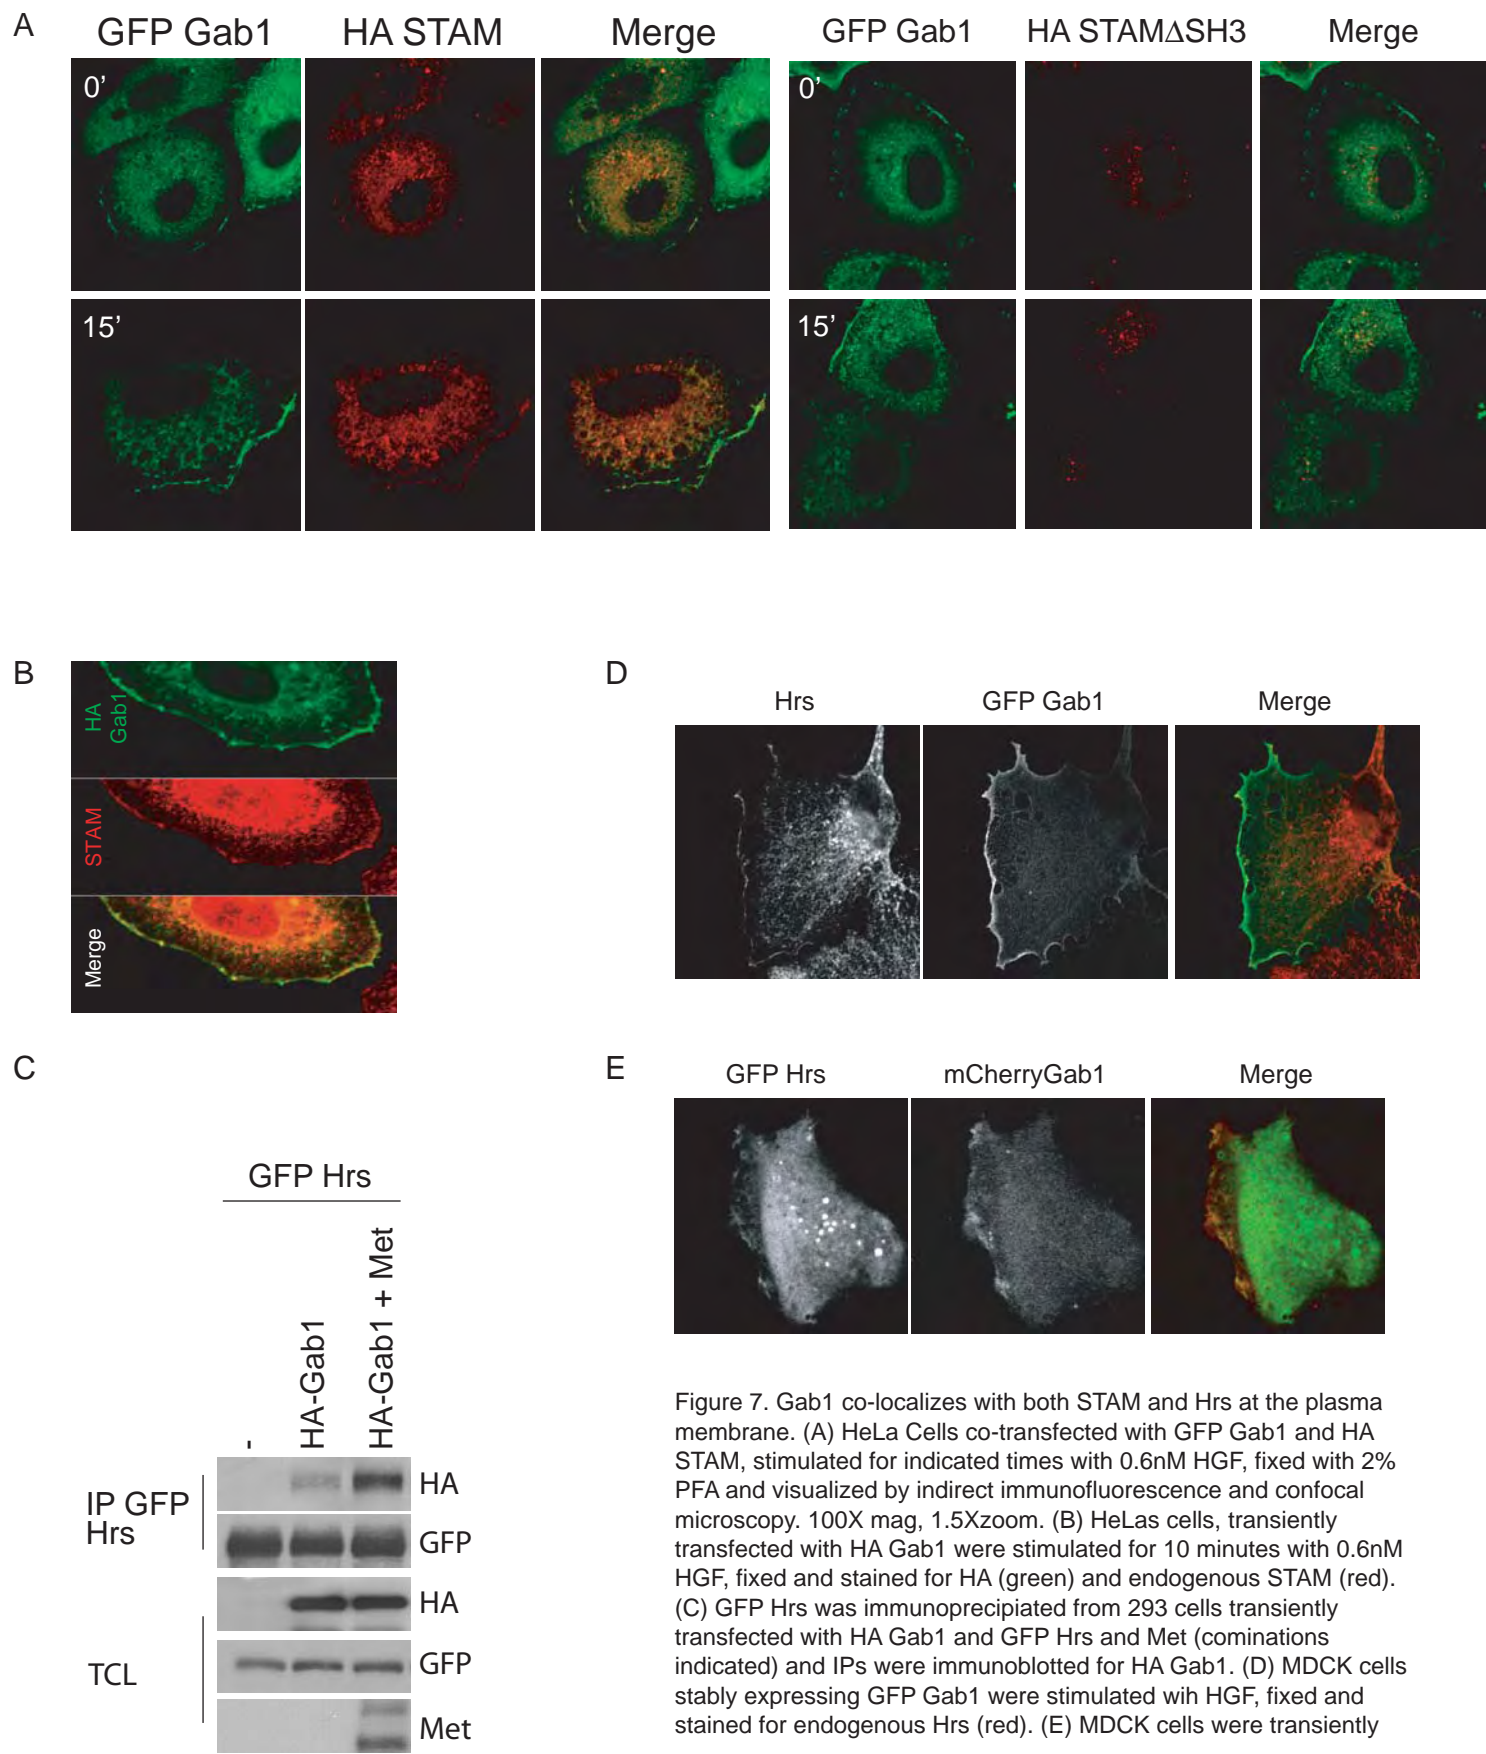 A
GFP Gab1 HA STAM Merge GFP Gab1 HA STAMΔSH3 Merge
0’ 0’
15’ 15’
B
HA
Gab1
STAM
Merge
D
Hrs GFP Gab1 Merge
C
GFP Hrs
-
HA-Gab1
HA-Gab1 + Met
IP GFP
Hrs
HA
GFP
TCL
HA
GFP
Met
E
GFP Hrs mCherryGab1 Merge
Figure 7. Gab1 co-localizes with both STAM and Hrs at the plasma
membrane. (A) HeLa Cells co-transfected with GFP Gab1 and HA
STAM, stimulated for indicated times with 0.6nM HGF, fixed with 2%
PFA and visualized by indirect immunofluorescence and confocal
microscopy. 100X mag, 1.5Xzoom. (B) HeLas cells, transiently
transfected with HA Gab1 were stimulated for 10 minutes with 0.6nM
HGF, fixed and stained for HA (green) and endogenous STAM (red).
(C) GFP Hrs was immunoprecipiated from 293 cells transiently
transfected with HA Gab1 and GFP Hrs and Met (cominations
indicated) and IPs were immunoblotted for HA Gab1. (D) MDCK cells
stably expressing GFP Gab1 were stimulated wih HGF, fixed and
stained for endogenous Hrs (red). (E) MDCK cells were transiently